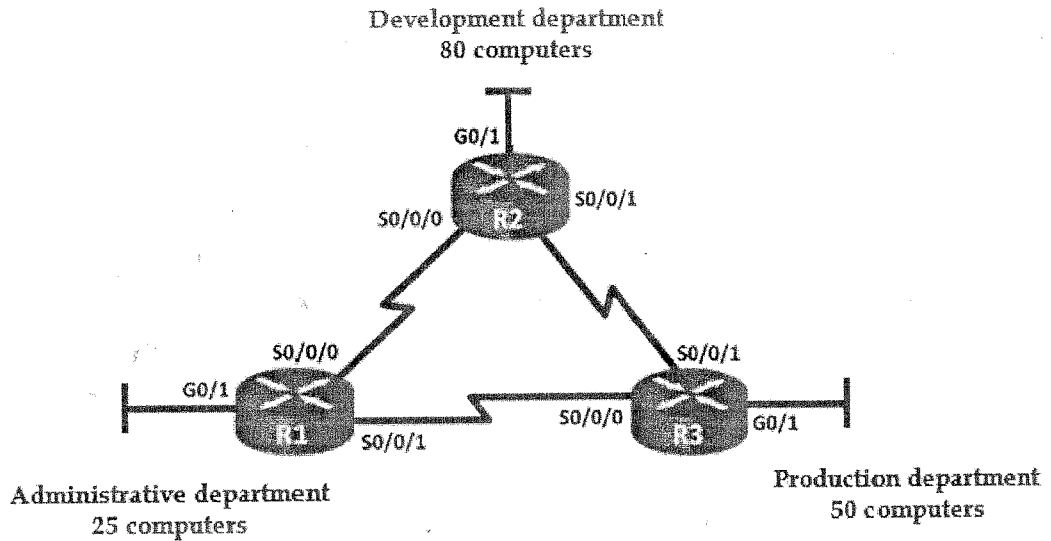 Development department
80 computers
G0/1
S0/0/0
R2
S0/0/1
S0/0/0
S0/0/1
G0/1
R1
S0/0/1
S0/0/0
R3
G0/1
Administrative department
25 computers
Production department
50 computers